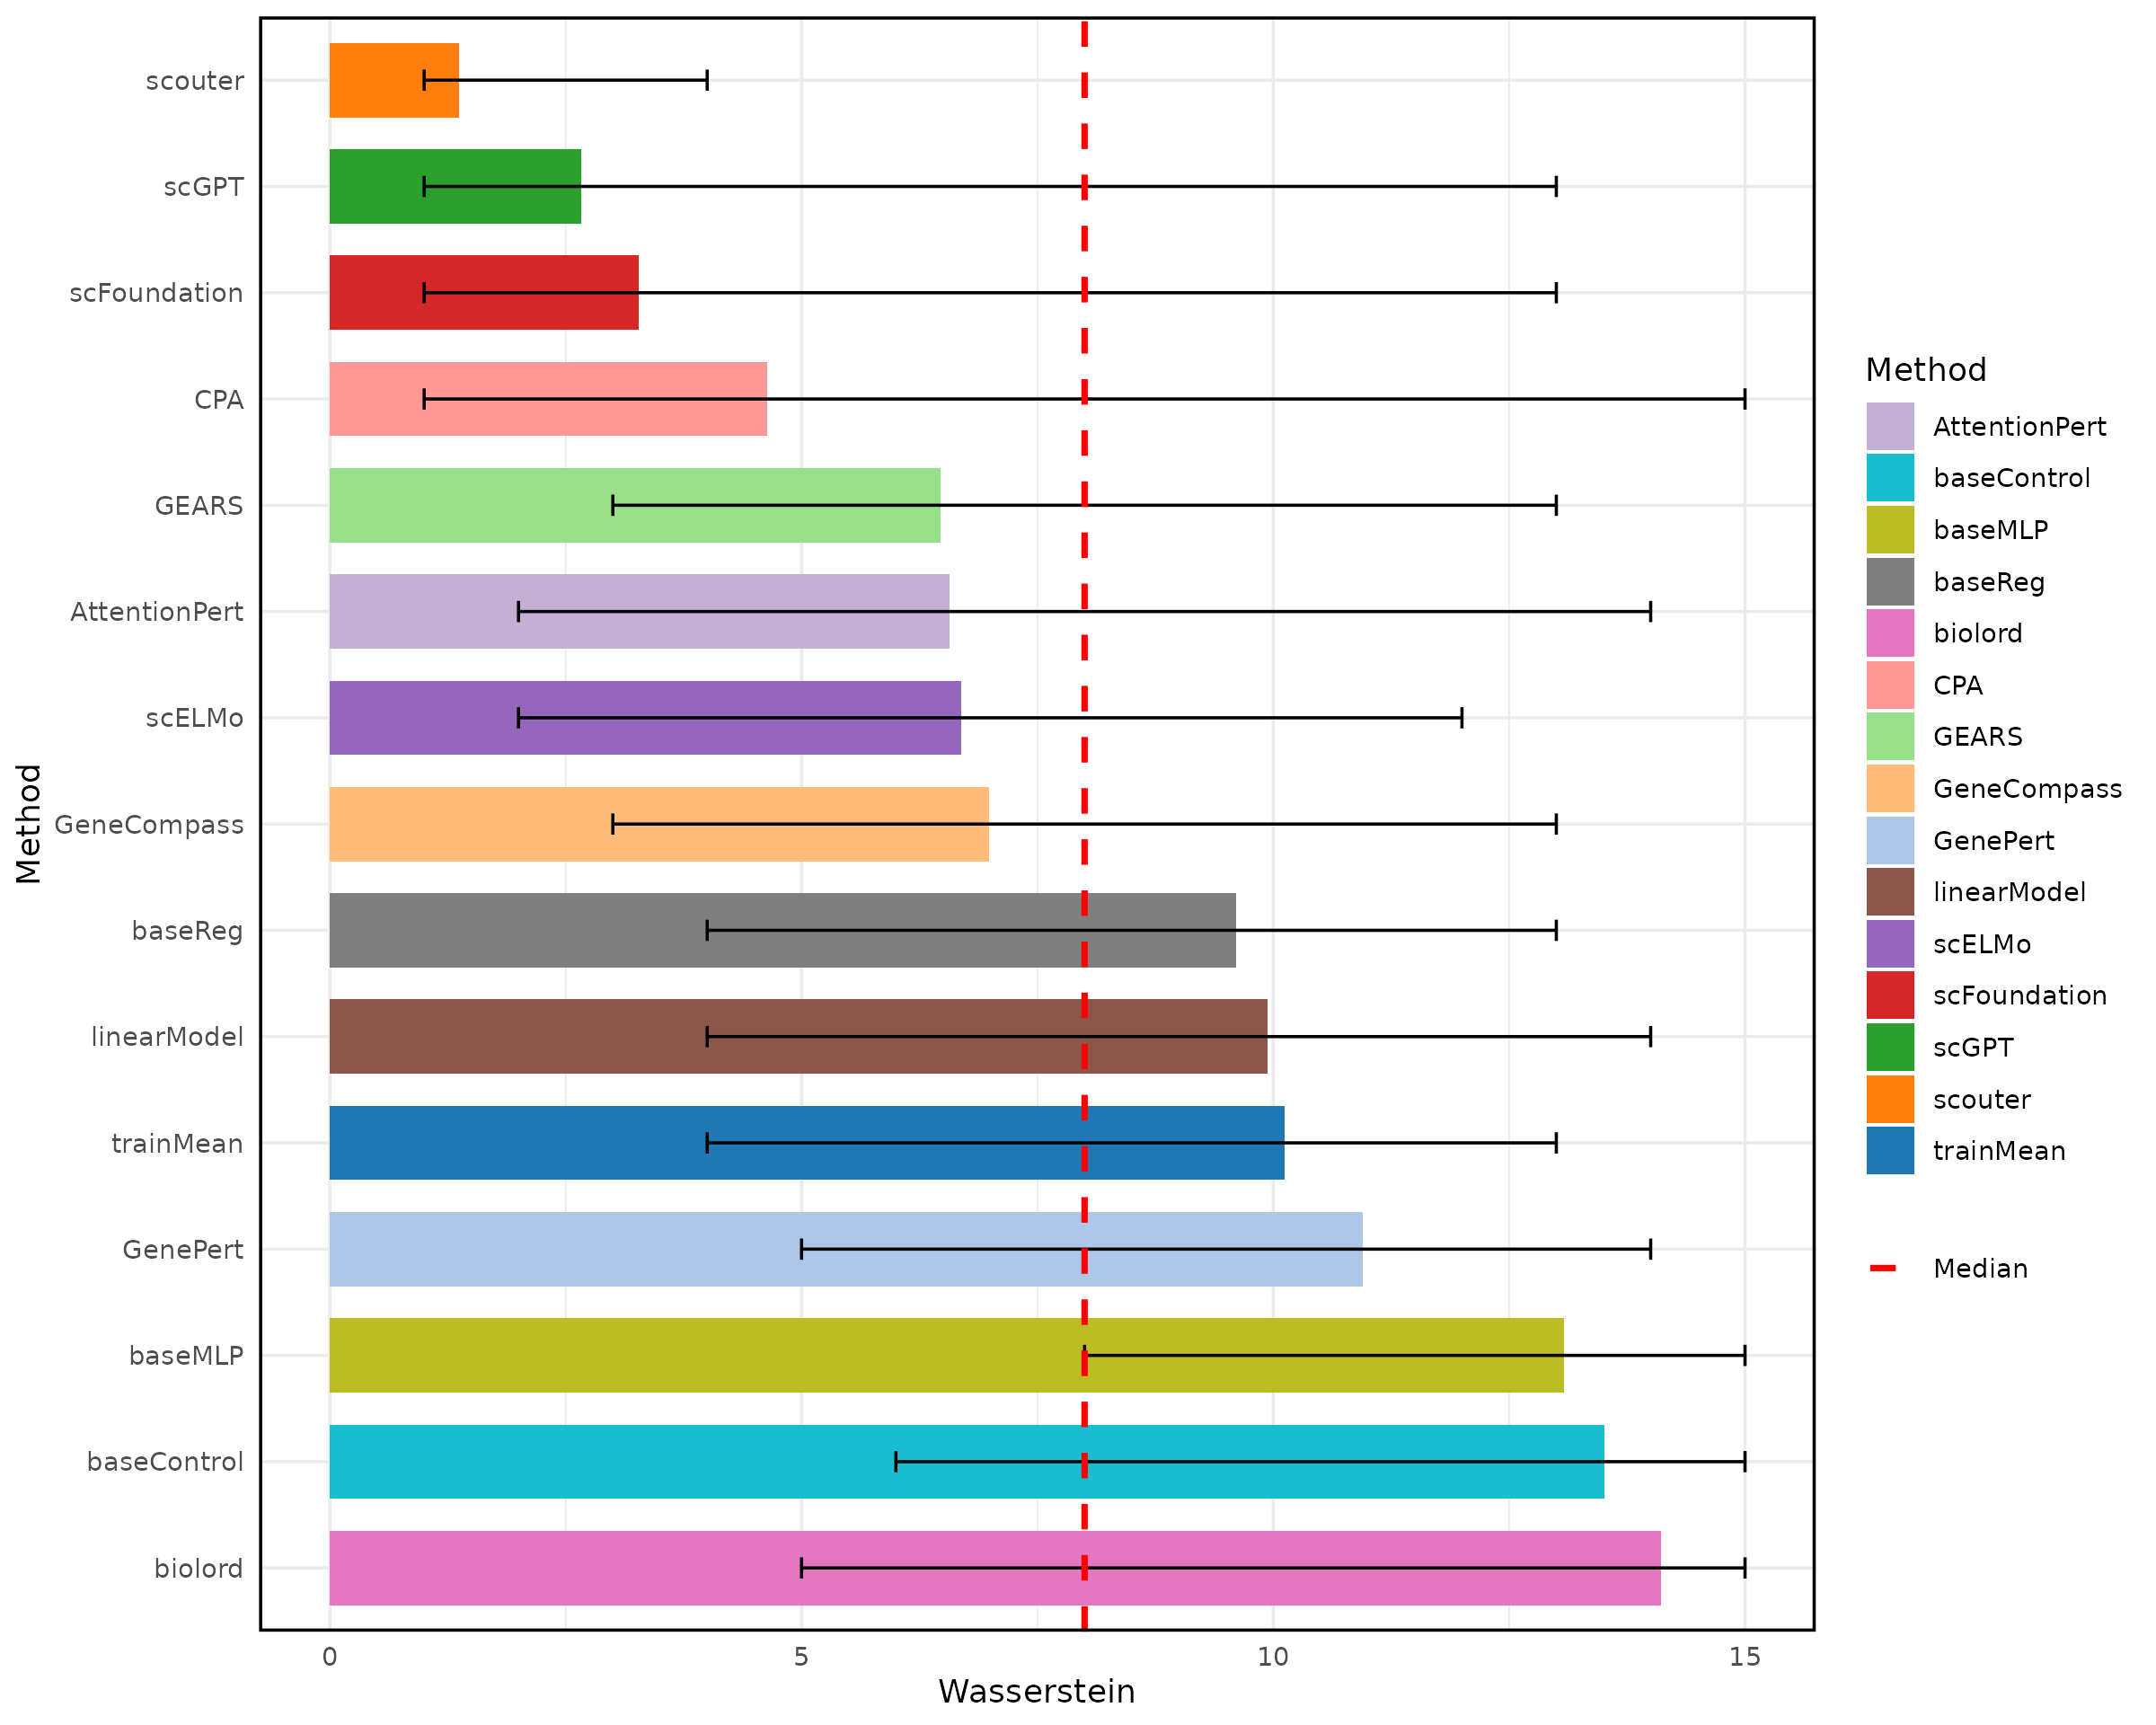 Method
scouter
scGPT
scFoundation
CPA
GEARS
AttentionPert
scELMo
GeneCompass
baseReg
linearModel
trainMean
GenePert
baseMLP
baseControl
biolord
0 5 10 15
Wasserstein
Method
AttentionPert
baseControl
baseMLP
baseReg
biolord
CPA
GEARS
GeneCompass
GenePert
linearModel
scELMo
scFoundation
scGPT
scouter
trainMean
Median